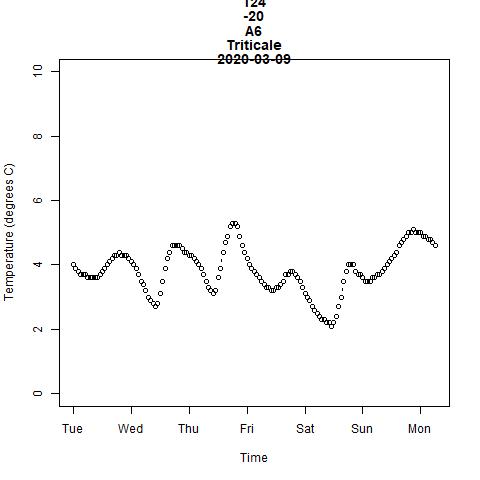 124
-20
A6
Triticale
2020-03-09
10
8
6
4
2
0
Temperature (degrees C)
Tue Wed Thu Fri Sat Sun Mon
Time